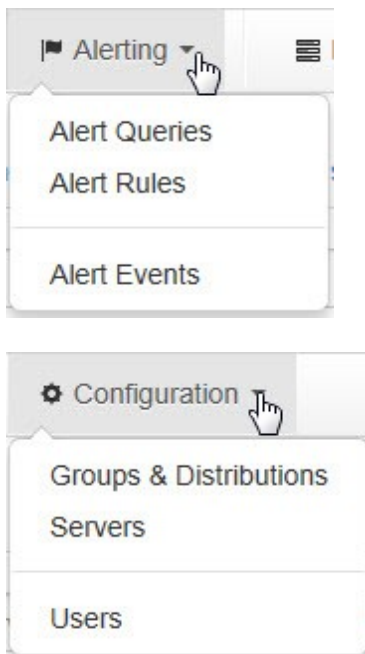 Alerting
Alert Queries
Alert Rules
Alert Events
Configuration
Groups & Distributions
Servers
Users